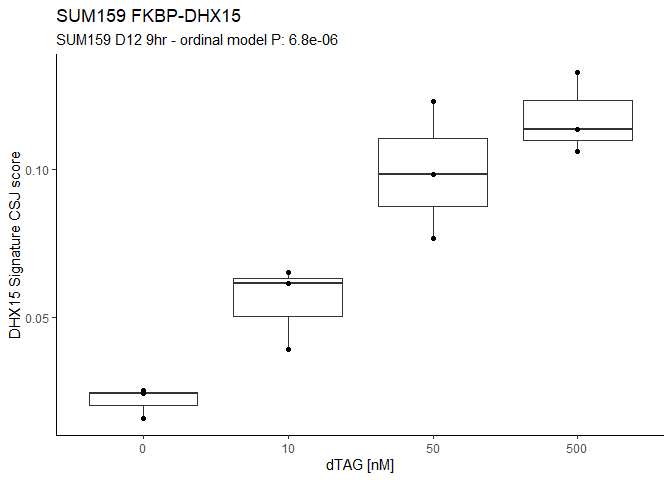 SUM159 FKBP-DHX15
SUM159 D12 9hr - ordinal model P: 6.8e-06
DHX15 Signature CSJ score
0.10
0.05
0
10
50
500
dTAG [nM]